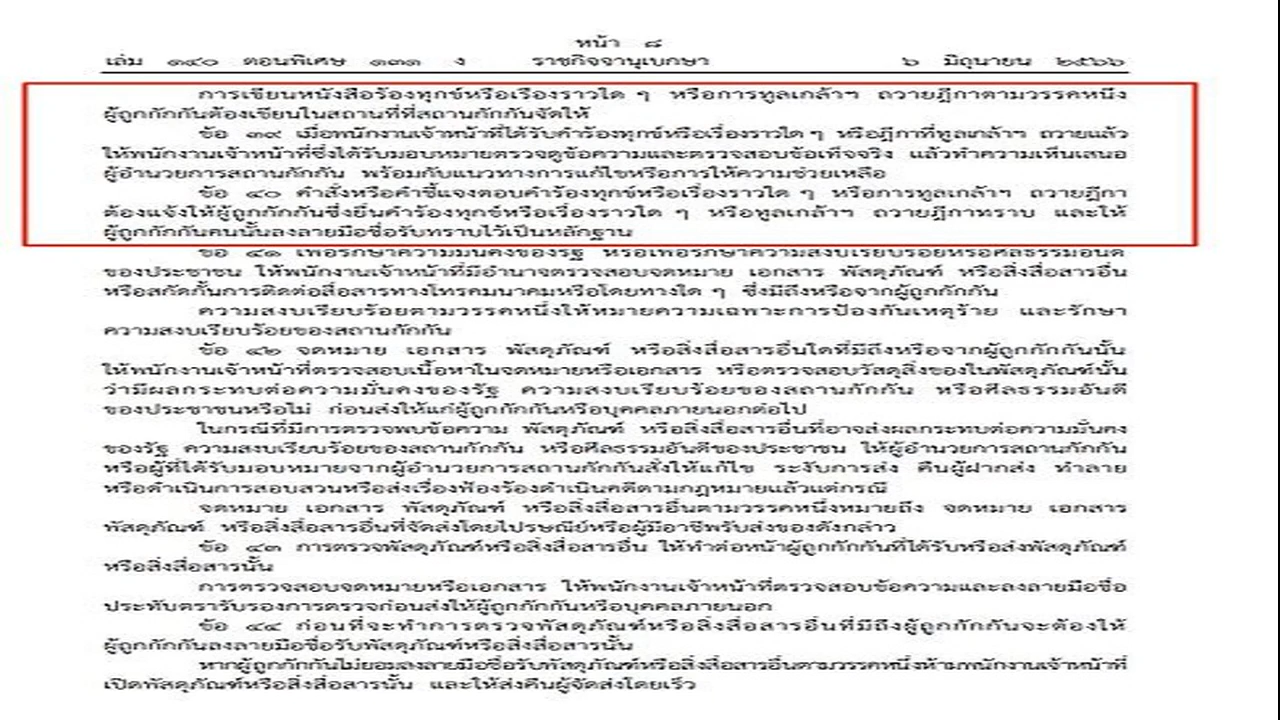 หน้า ๘
เล่ม ๑๔๐ ตอนพิเศษ ๑๓๑ ง ราชกิจจานุเบกษา ๖ มิถุนายน ๒๕๖๖
การเขียนหนังสือร้องทุกข์หรือเรื่องราวใด ๆ หรือการทูลเกล้าฯ ถวายฎีกาตามวรรคหนึ่ง
ผู้ถูกกักกันต้องเขียนในสถานที่ที่สถานกักกันจัดให้
ข้อ ๓๙ เมื่อพนักงานเจ้าหน้าที่ได้รับคำร้องทุกข์หรือเรื่องราวใด ๆ หรือฎีกาที่ทูลเกล้าฯ ถวายแล้ว
ให้พนักงานเจ้าหน้าที่ซึ่งได้รับมอบหมายตรวจดูข้อความและตรวจสอบข้อเท็จจริง แล้วทำความเห็นเสนอ
ผู้อำนวยการสถานกักกัน พร้อมกับแนวทางการแก้ไขหรือการให้ความช่วยเหลือ
ข้อ ๔๐ คำสั่งหรือคำชี้แจงตอบคำร้องทุกข์หรือเรื่องราวใด ๆ หรือการทูลเกล้าฯ ถวายฎีกา
ต้องแจ้งให้ผู้ถูกกักกันซึ่งยื่นคำร้องทุกข์หรือเรื่องราวใด ๆ หรือทูลเกล้าฯ ถวายฎีกาทราบ และให้
ผู้ถูกกักกันคนนั้นลงลายมือชื่อรับทราบไว้เป็นหลักฐาน
ข้อ ๔๑ เพื่อรักษาความมั่นคงของรัฐ หรือเพื่อรักษาความสงบเรียบร้อยหรือศีลธรรมอันดี
ของประชาชน ให้พนักงานเจ้าหน้าที่มีอำนาจตรวจสอบจดหมาย เอกสาร พัสดุภัณฑ์ หรือสิ่งสื่อสารอื่น
หรือสกัดกั้นการติดต่อสื่อสารทางโทรคมนาคมหรือโดยทางใด ๆ ซึ่งมีถึงหรือจากผู้ถูกกักกัน
ความสงบเรียบร้อยตามวรรคหนึ่งให้หมายความเฉพาะการป้องกันเหตุร้าย และรักษา
ความสงบเรียบร้อยของสถานกักกัน
ข้อ ๔๒ จดหมาย เอกสาร พัสดุภัณฑ์ หรือสิ่งสื่อสารอื่นใดที่มีถึงหรือจากผู้ถูกกักกันนั้น
ให้พนักงานเจ้าหน้าที่ตรวจสอบเนื้อหาในจดหมายหรือเอกสาร หรือตรวจสอบวัสดุสิ่งของในพัสดุภัณฑ์นั้น
ว่ามีผลกระทบต่อความมั่นคงของรัฐ ความสงบเรียบร้อยของสถานกักกัน หรือศีลธรรมอันดี
ของประชาชนหรือไม่ ก่อนส่งให้แก่ผู้ถูกกักกันหรือบุคคลภายนอกต่อไป
ในกรณีที่มีการตรวจพบข้อความ พัสดุภัณฑ์ หรือสิ่งสื่อสารอื่นที่อาจส่งผลกระทบต่อความมั่นคง
ของรัฐ ความสงบเรียบร้อยของสถานกักกัน หรือศีลธรรมอันดีของประชาชน ให้ผู้อำนวยการสถานกักกัน
หรือผู้ที่ได้รับมอบหมายจากผู้อำนวยการสถานกักกันสั่งให้แก้ไข ระงับการส่ง คืนผู้ฝากส่ง ทำลาย
หรือดำเนินการสอบสวนหรือส่งเรื่องฟ้องร้องดำเนินคดีตามกฎหมายแล้วแต่กรณี
จดหมาย เอกสาร พัสดุภัณฑ์ หรือสิ่งสื่อสารอื่นตามวรรคหนึ่งหมายถึง จดหมาย เอกสาร
พัสดุภัณฑ์ หรือสิ่งสื่อสารอื่นที่จัดส่งโดยไปรษณีย์หรือผู้มีอาชีพรับส่งของดังกล่าว
ข้อ ๔๓ การตรวจพัสดุภัณฑ์หรือสิ่งสื่อสารอื่น ให้ทำต่อหน้าผู้ถูกกักกันที่ได้รับหรือส่งพัสดุภัณฑ์
หรือสิ่งสื่อสารนั้น
การตรวจสอบจดหมายหรือเอกสาร ให้พนักงานเจ้าหน้าที่ตรวจสอบข้อความและลงลายมือชื่อ
ประทับตรารับรองการตรวจก่อนส่งให้ผู้ถูกกักกันหรือบุคคลภายนอก
ข้อ ๔๔ ก่อนที่จะทำการตรวจพัสดุภัณฑ์หรือสิ่งสื่อสารอื่นที่มีถึงผู้ถูกกักกันจะต้องให้
ผู้ถูกกักกันลงลายมือชื่อรับพัสดุภัณฑ์หรือสิ่งสื่อสารนั้น
หากผู้ถูกกักกันไม่ยอมลงลายมือชื่อรับพัสดุภัณฑ์หรือสิ่งสื่อสารอื่นตามวรรคหนึ่งห้ามพนักงานเจ้าหน้าที่
เปิดพัสดุภัณฑ์หรือสิ่งสื่อสารนั้น และให้ส่งคืนผู้จัดส่งโดยเร็ว